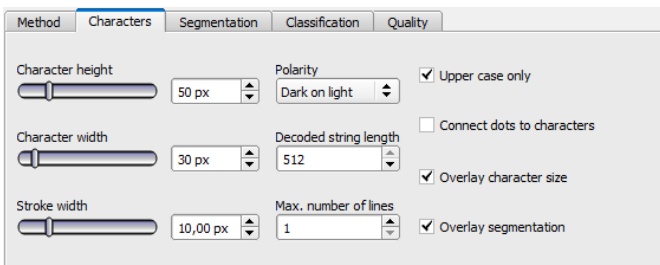 Method Characters Segmentation Classification Quality
Character height
50 px
Polarity
Dark on light
Upper case only
Character width
30 px
Decoded string length
512
Connect dots to characters
Overlay character size
Stroke width
10,00 px
Max. number of lines
1
Overlay segmentation